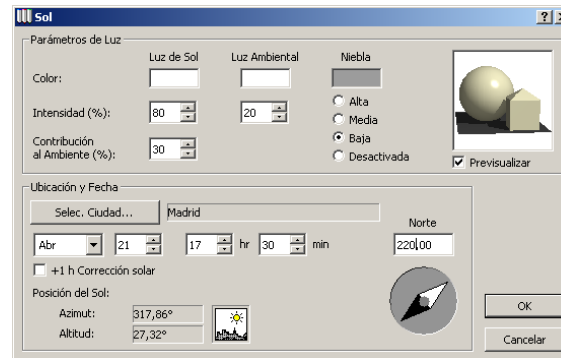 Sol
Parámetros de Luz
Luz de Sol Luz Ambiental Niebla
Color:
Intensidad (%): 80 20
Alta
Media
Baja
Desactivada
Contribución
al Ambiente (%): 30
Previsualizar
Ubicación y Fecha
Selec. Ciudad... Madrid
Norte
Abr 21 17 hr 30 min 220,00
+1 h Corrección solar
Posición del Sol:
Azimut: 317,86°
Altitud: 27,32°
OK
Cancelar